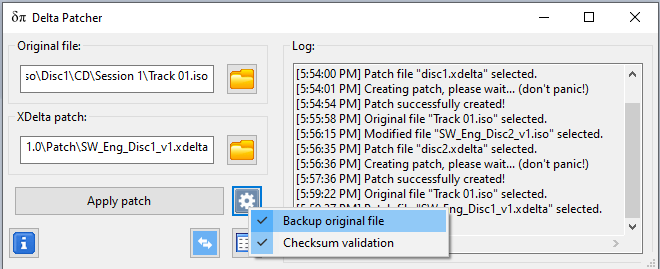 δπ Delta Patcher
Original file:
so\Disc1\CD\Session 1\Track 01.iso
XDelta patch:
1.0\Patch\SW_Eng_Disc1_v1.xdelta
Apply patch
Backup original file
Checksum validation
Log:
[5:54:00 PM] Patch file "disc1.xdelta" selected.
[5:54:01 PM] Creating patch, please wait... (don't panic!)
[5:54:54 PM] Patch successfully created!
[5:55:58 PM] Original file "Track 01.iso" selected.
[5:56:15 PM] Modified file "SW_Eng_Disc2_v1.iso" selected.
[5:56:35 PM] Patch file "disc2.xdelta" selected.
[5:56:36 PM] Creating patch, please wait... (don't panic!)
[5:57:36 PM] Patch successfully created!
[5:59:22 PM] Original file "Track 01.iso" selected.
PM] Patch file "SW_Eng_Disc1_v1.xdelta" selected.